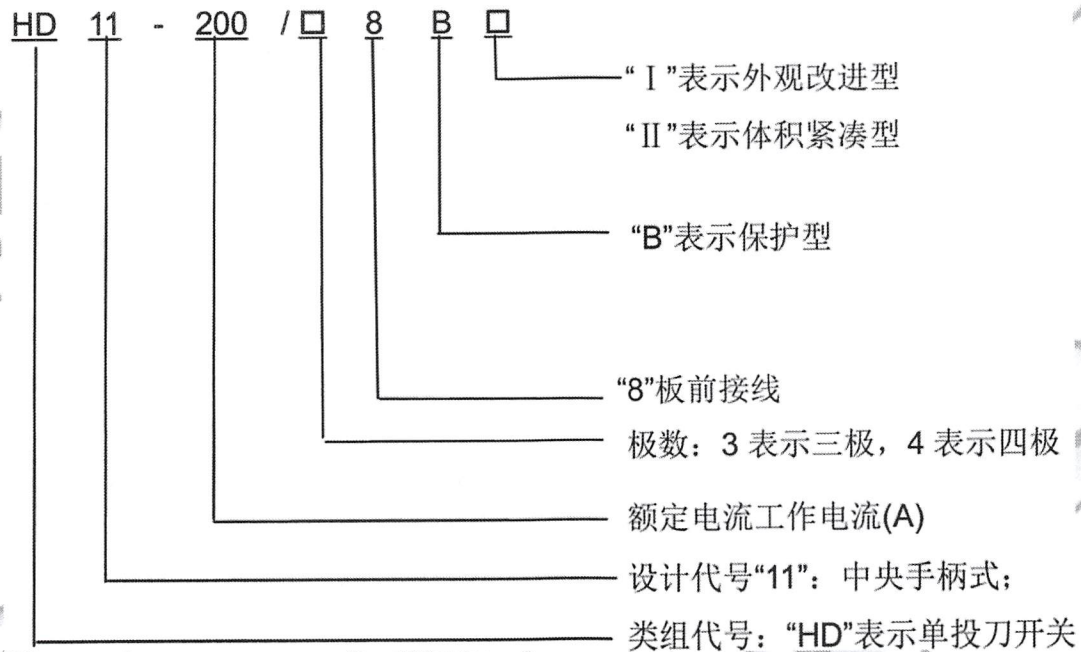 HD 11 - 200 / □ 8 B □
“Ⅰ”表示外观改进型
“Ⅱ”表示体积紧凑型
“B”表示保护型
“8”板前接线
极数：3 表示三极，4 表示四极
额定电流工作电流(A)
设计代号“11”：中央手柄式；
类组代号：“HD”表示单投刀开关